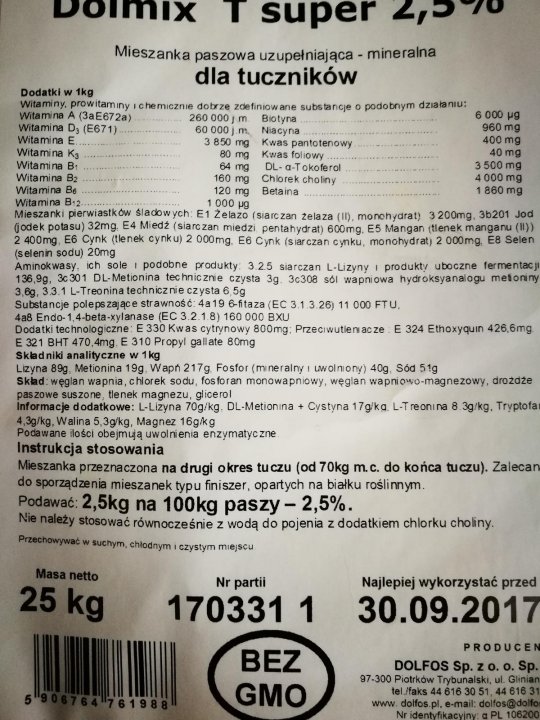 Dolmix T super 2,5%
Mieszanka paszowa uzupełniająca - mineralna
dla tuczników
Dodatki w 1kg
Witaminy, prowitaminy i chemicznie dobrze zdefiniowane substancje o podobnym działaniu:
Witamina A (3aE672a) 260 000 j.m. Biotyna 6 000 µg
Witamina D3 (E671) 60 000 j.m. Niacyna 960 mg
Witamina E 3 850 mg Kwas pantotenowy 400 mg
Witamina K3 80 mg Kwas foliowy 40 mg
Witamina B1 64 mg DL- α-Tokoferol 3 500 mg
Witamina B2 160 mg Chlorek choliny 4 000 mg
Witamina B6 120 mg Betaina 1 860 mg
Witamina B12 1 000 µg
Mieszanki pierwiastków śladowych: E1 Żelazo (siarczan żelaza (II), monohydrat) 3 200mg, 3b201 Jod
(jodek potasu) 32mg, E4 Miedź (siarczan miedzi, pentahydrat) 600mg, E5 Mangan (tlenek manganu (II))
2 400mg, E6 Cynk (tlenek cynku) 2 000mg, E6 Cynk (siarczan cynku, monohydrat) 2 000mg, E8 Selen
(selenin sodu) 20mg
Aminokwasy, ich sole i podobne produkty: 3.2.5 siarczan L-Lizyny i produkty uboczne fermentacji
136,9g, 3c301 DL-Metionina technicznie czysta 3g, 3c308 sól wapniowa hydroksyanalogu metioniny
3,6g, 3.3.1 L-Treonina technicznie czysta 6,5g
Substancje polepszające strawność: 4a19 6-fitaza (EC 3.1.3.26) 11 000 FTU,
4a8 Endo-1,4-beta-xylanase (EC 3.2.1.8) 160 000 BXU
Dodatki technologiczne: E 330 Kwas cytrynowy 800mg; Przeciwutleniacze: E 324 Ethoxyquin 426,6mg,
E 321 BHT 470,4mg, E 310 Propyl gallate 80mg
Składniki analityczne w 1kg
Lizyna 89g, Metionina 19g, Wapń 217g, Fosfor (mineralny i uwolniony) 40g, Sód 51g
Skład: węglan wapnia, chlorek sodu, fosforan monowapniowy, węglan wapniowo-magnezowy, drożdże
paszowe suszone, tlenek magnezu, glicerol
Informacje dodatkowe: L-Lizyna 70g/kg, DL-Metionina + Cystyna 17g/kg, L-Treonina 8.3g/kg, Tryptofan
4,3g/kg, Walina 5,3g/kg, Magnez 16g/kg
Podawane ilości obejmują uwolnienia enzymatyczne
Instrukcja stosowania
Mieszanka przeznaczona na drugi okres tuczu (od 70kg m.c. do końca tuczu). Zalecan
do sporządzenia mieszanek typu finiszer, opartych na białku roślinnym.
Podawać: 2,5kg na 100kg paszy – 2,5%.
Nie należy stosować równocześnie z wodą do pojenia z dodatkiem chlorku choliny.
Przechowywać w suchym, chłodnym i czystym miejscu
Masa netto Nr partii Najlepiej wykorzystać przed
25 kg 170331 1 30.09.2017
BEZ
GMO
5 906764 761988
PRODUCEN
DOLFOS Sp. z o. o. Sp.
97-300 Piotrków Trybunalski, ul. Glinian
tel./faks 44 616 30 51, 44 616 3
www. dolfos.pl, e-mail: dolfos@dolfo
Nr identyfikacyjny: α PL 106200